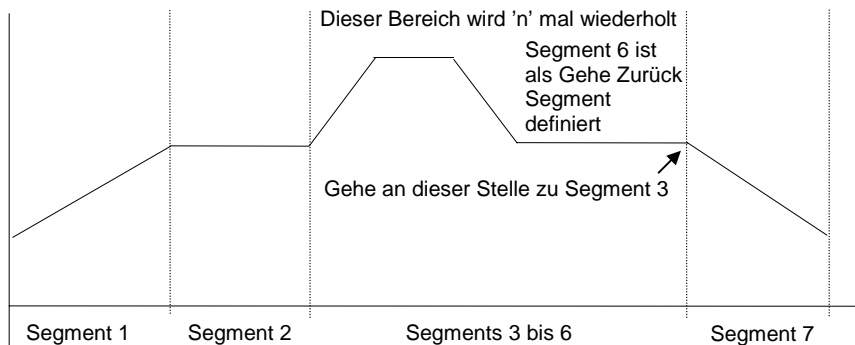 Dieser Bereich wird ’n’ mal wiederholt
Segment 6 ist
als Gehe Zurück
Segment
definiert
Gehe an dieser Stelle zu Segment 3
Segment 1
Segment 2
Segments 3 bis 6
Segment 7